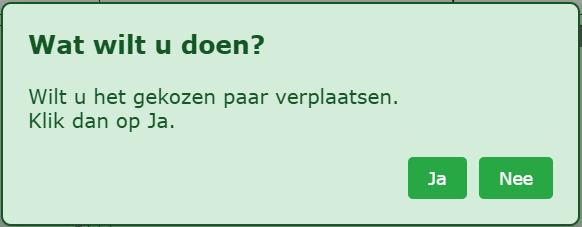 Wat wilt u doen?
Wilt u het gekozen paar verplaatsen.
Klik dan op Ja.
Ja
Nee